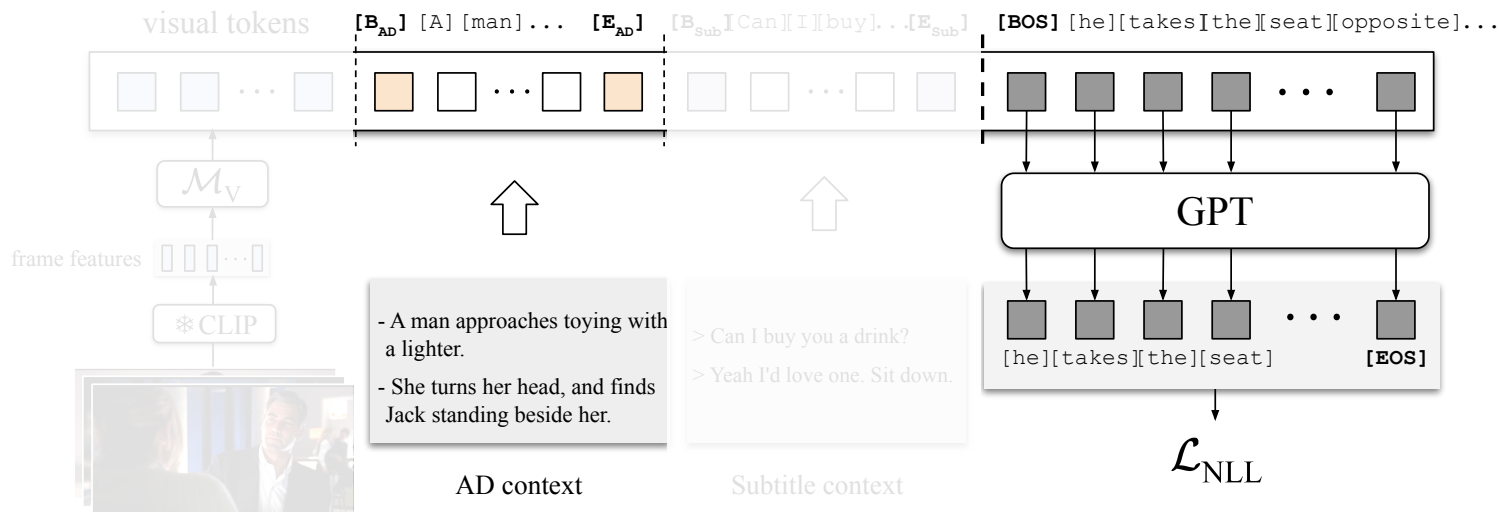 visual tokens
[B_AD] [A] [man]... [E_AD] [B_Sub][Can][I][buy]...[E_Sub] [BOS] [he][takes][the][seat][opposite]...
M_V
GPT
frame features
CLIP
- A man approaches toying with
a lighter.
- She turns her head, and finds
Jack standing beside her.
> Can I buy you a drink?
> Yeah I'd love one. Sit down.
[he][takes][the][seat] [EOS]
AD context
Subtitle context
L_NLL